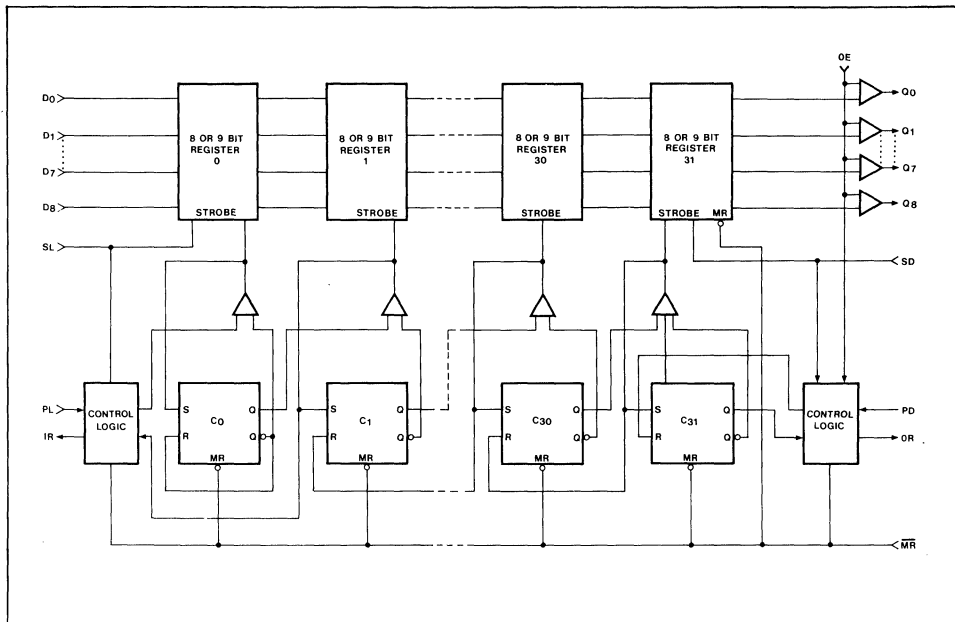 OE
D0
D1
D7
D8
8 OR 9 BIT
REGISTER
0
STROBE
8 OR 9 BIT
REGISTER
1
STROBE
8 OR 9 BIT
REGISTER
30
STROBE
8 OR 9 BIT
REGISTER
31
STROBE
MR
Q0
Q1
Q7
Q8
SL
SD
PL
IR
CONTROL
LOGIC
S
R
C0
Q
Q
MR
S
R
C1
Q
Q
MR
S
R
C30
Q
Q
MR
S
R
C31
Q
Q
MR
CONTROL
LOGIC
PD
OR
MR